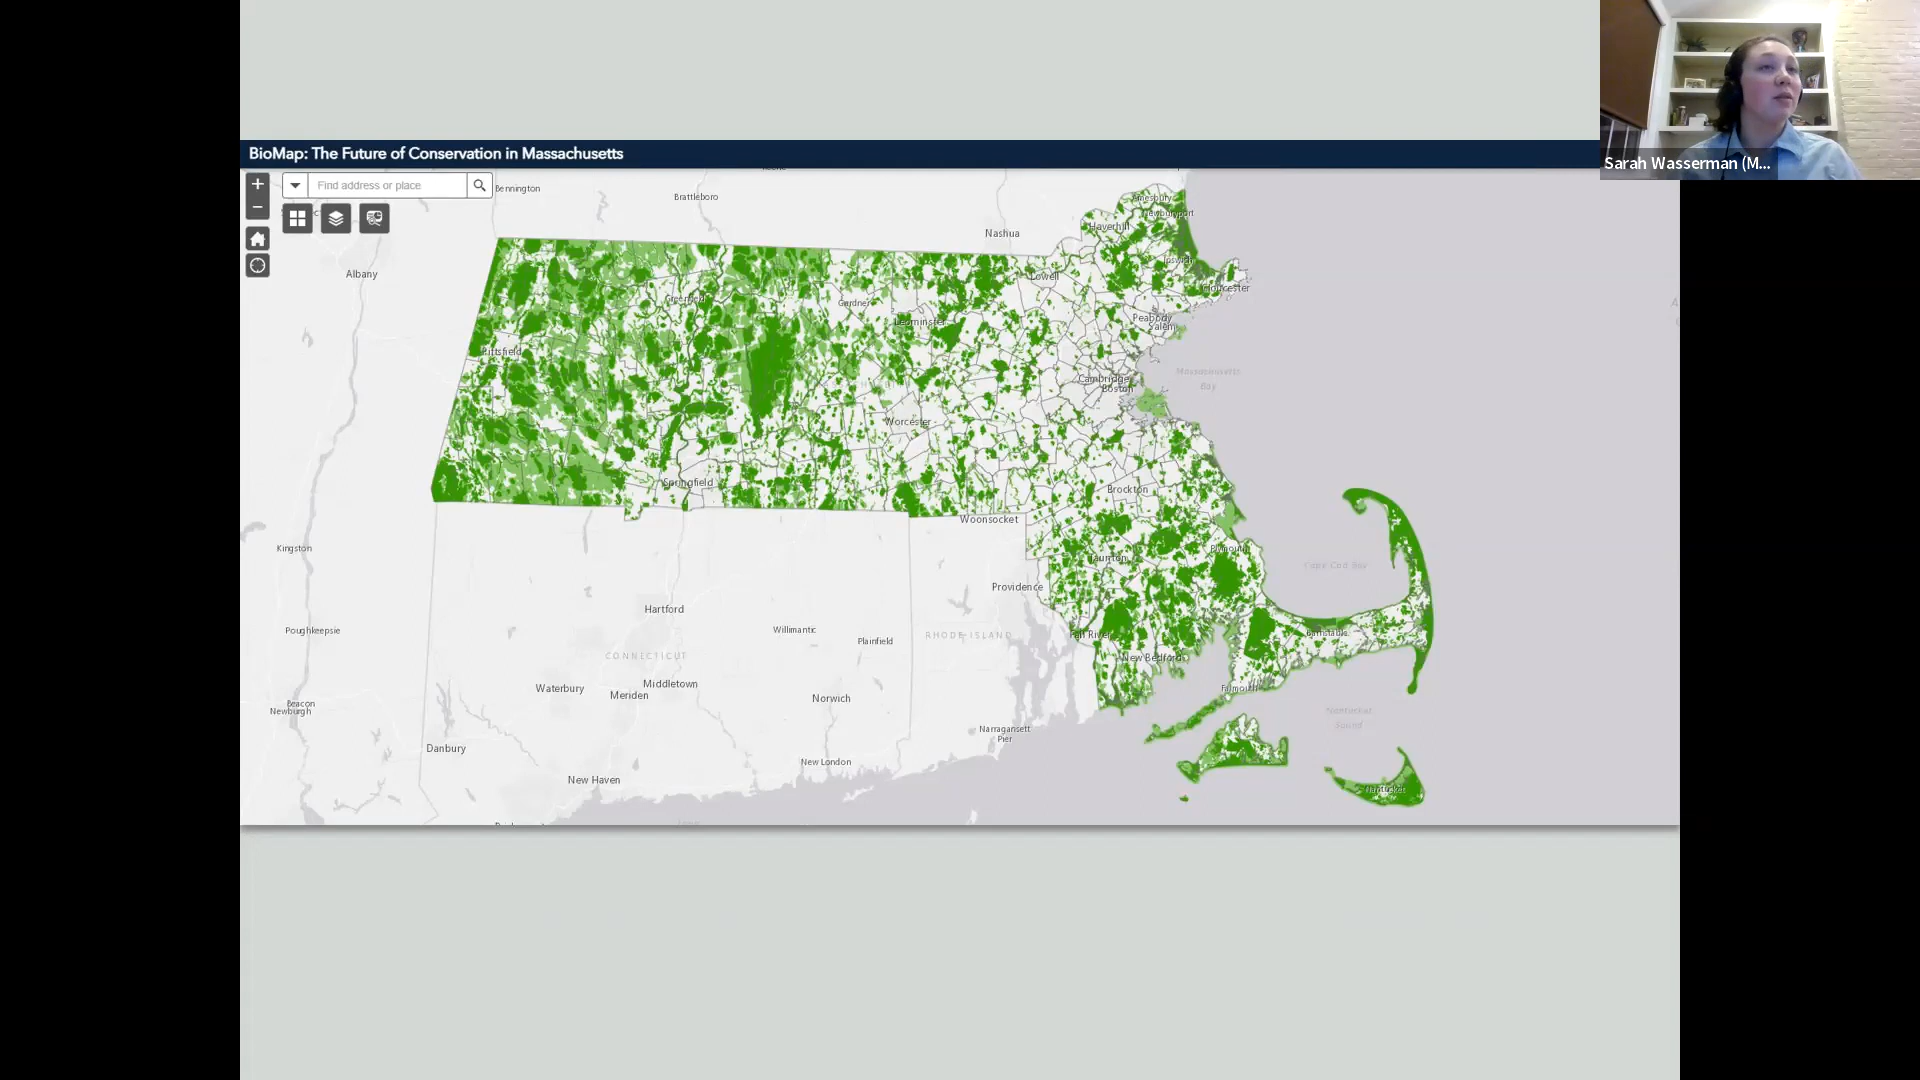 BioMap: The Future of Conservation in Massachusetts
Find address or place
Sarah Wasserman (M...
Bennington
Brattleboro
Amesbury
Newburyport
Haverhill
Nashua
Ipswich
Albany
Lowell
Gloucester
Greenfield
Gardner
Peabody
Salem
Leominster
Pittsfield
Massachusetts
Bay
Cambridge
Boston
Worcester
Springfield
Brockton
Woonsocket
Kingston
Plymouth
Taunton
Cape Cod Bay
Providence
Hartford
Poughkeepsie
Willimantic
Plainfield
RHODE ISLAND
Fall River
Barnstable
CONNECTICUT
New Bedford
Waterbury
Middletown
Meriden
Norwich
Falmouth
Beacon
Newburgh
Nantucket
Sound
Narragansett
Pier
Danbury
New London
New Haven
Nantucket